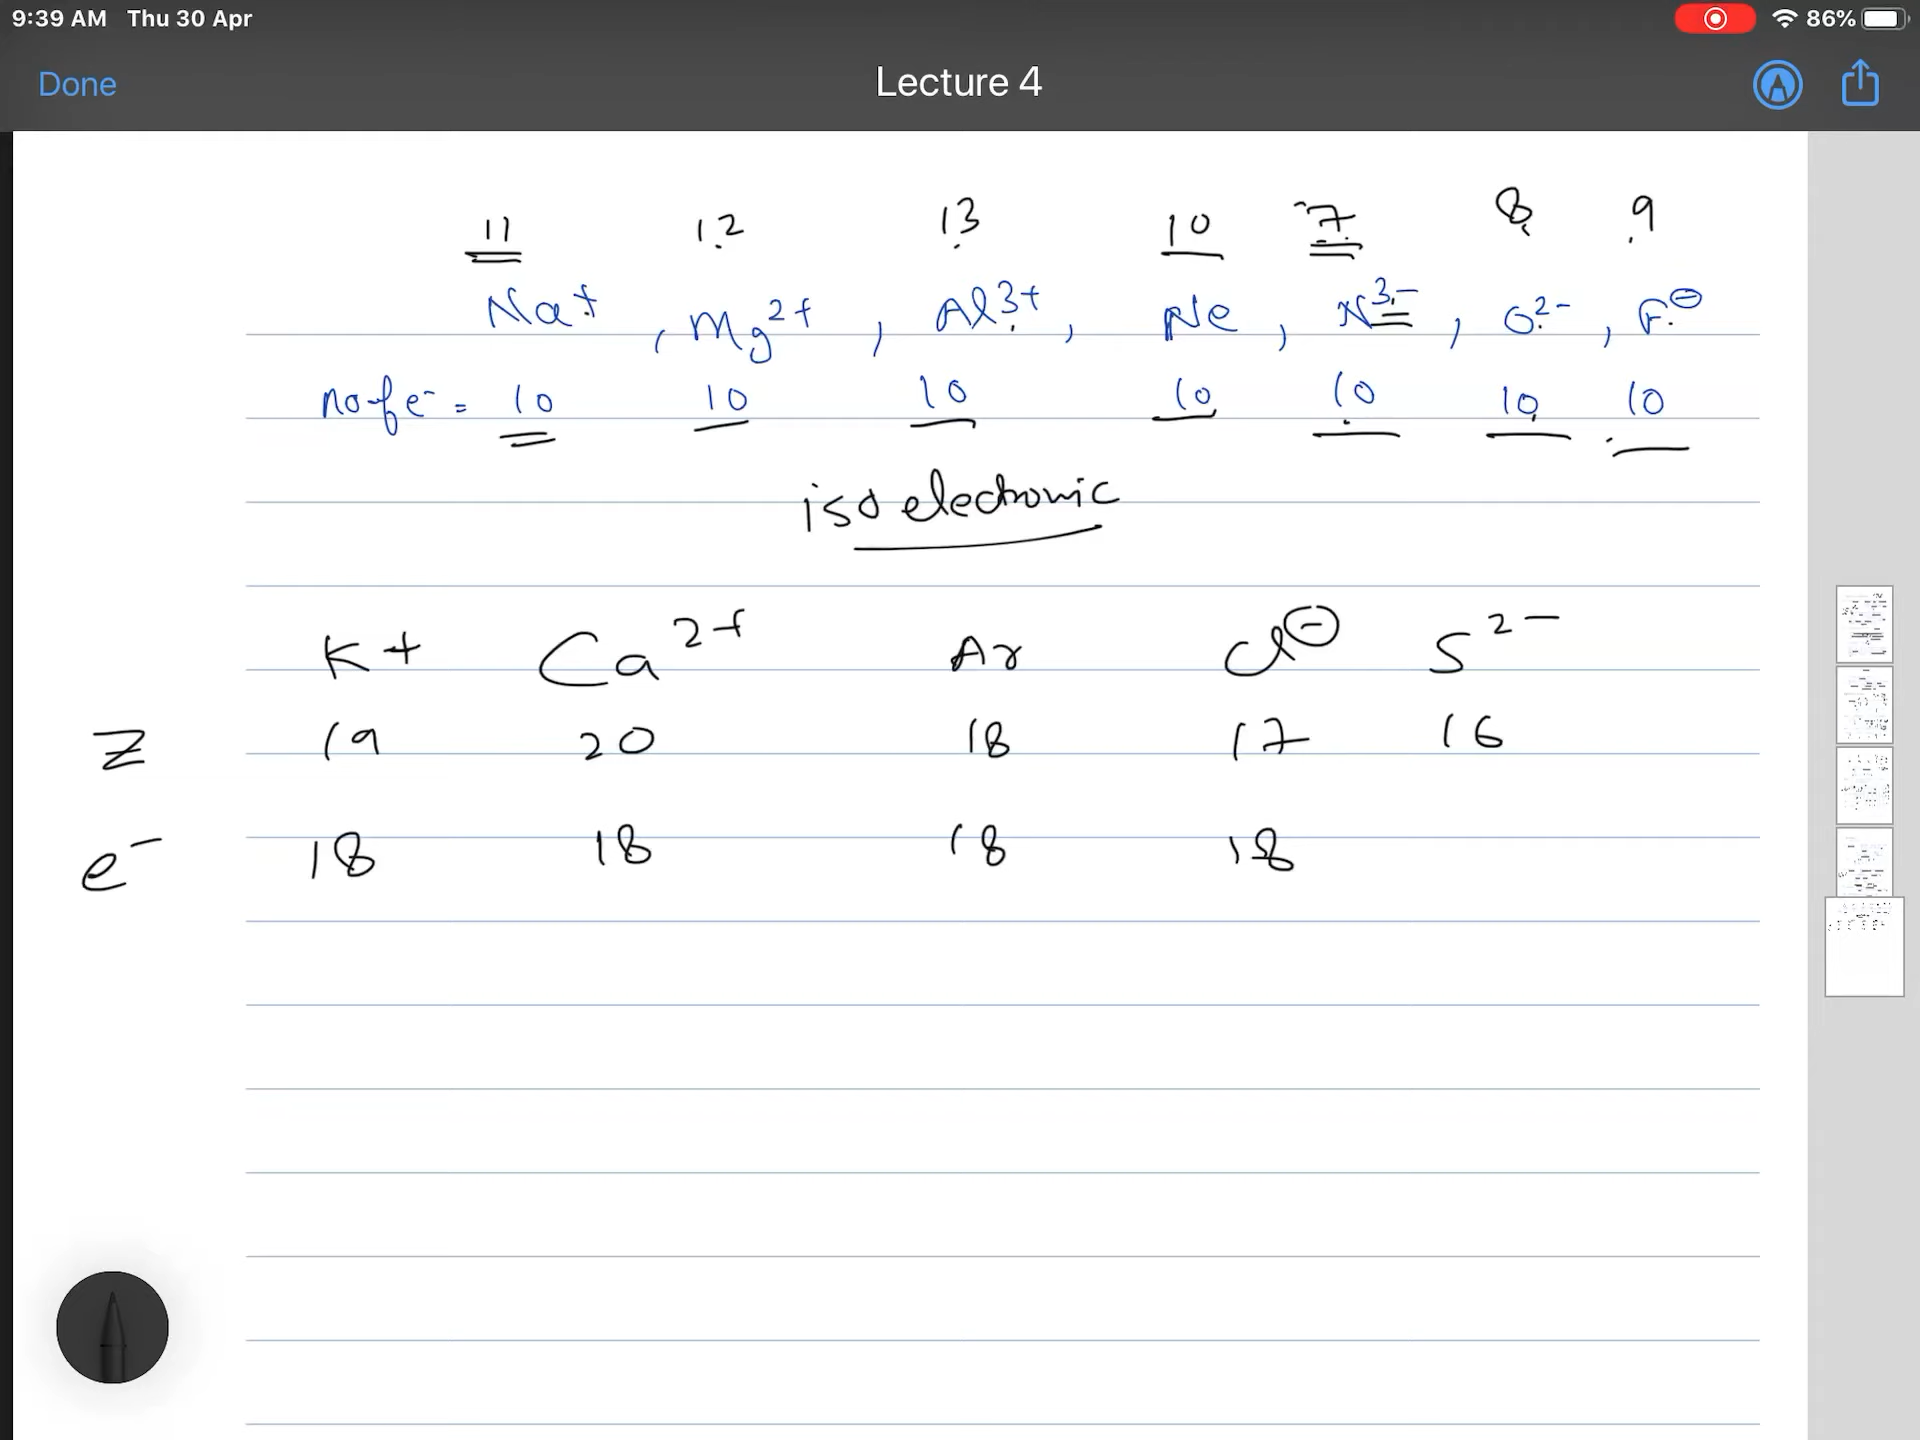 9:39 AM Thu 30 Apr 86%
Done Lecture 4
11 12 13 10 7 8 9
Na+, Mg2+, Al3+, Ne, N3-, O2-, F⊖
no of e- = 10 10 10 10 10 10 10
isoelectronic
K+ Ca2+ Ar Cl⊖ S2-
Z 19 20 18 17 16
e- 18 18 18 18